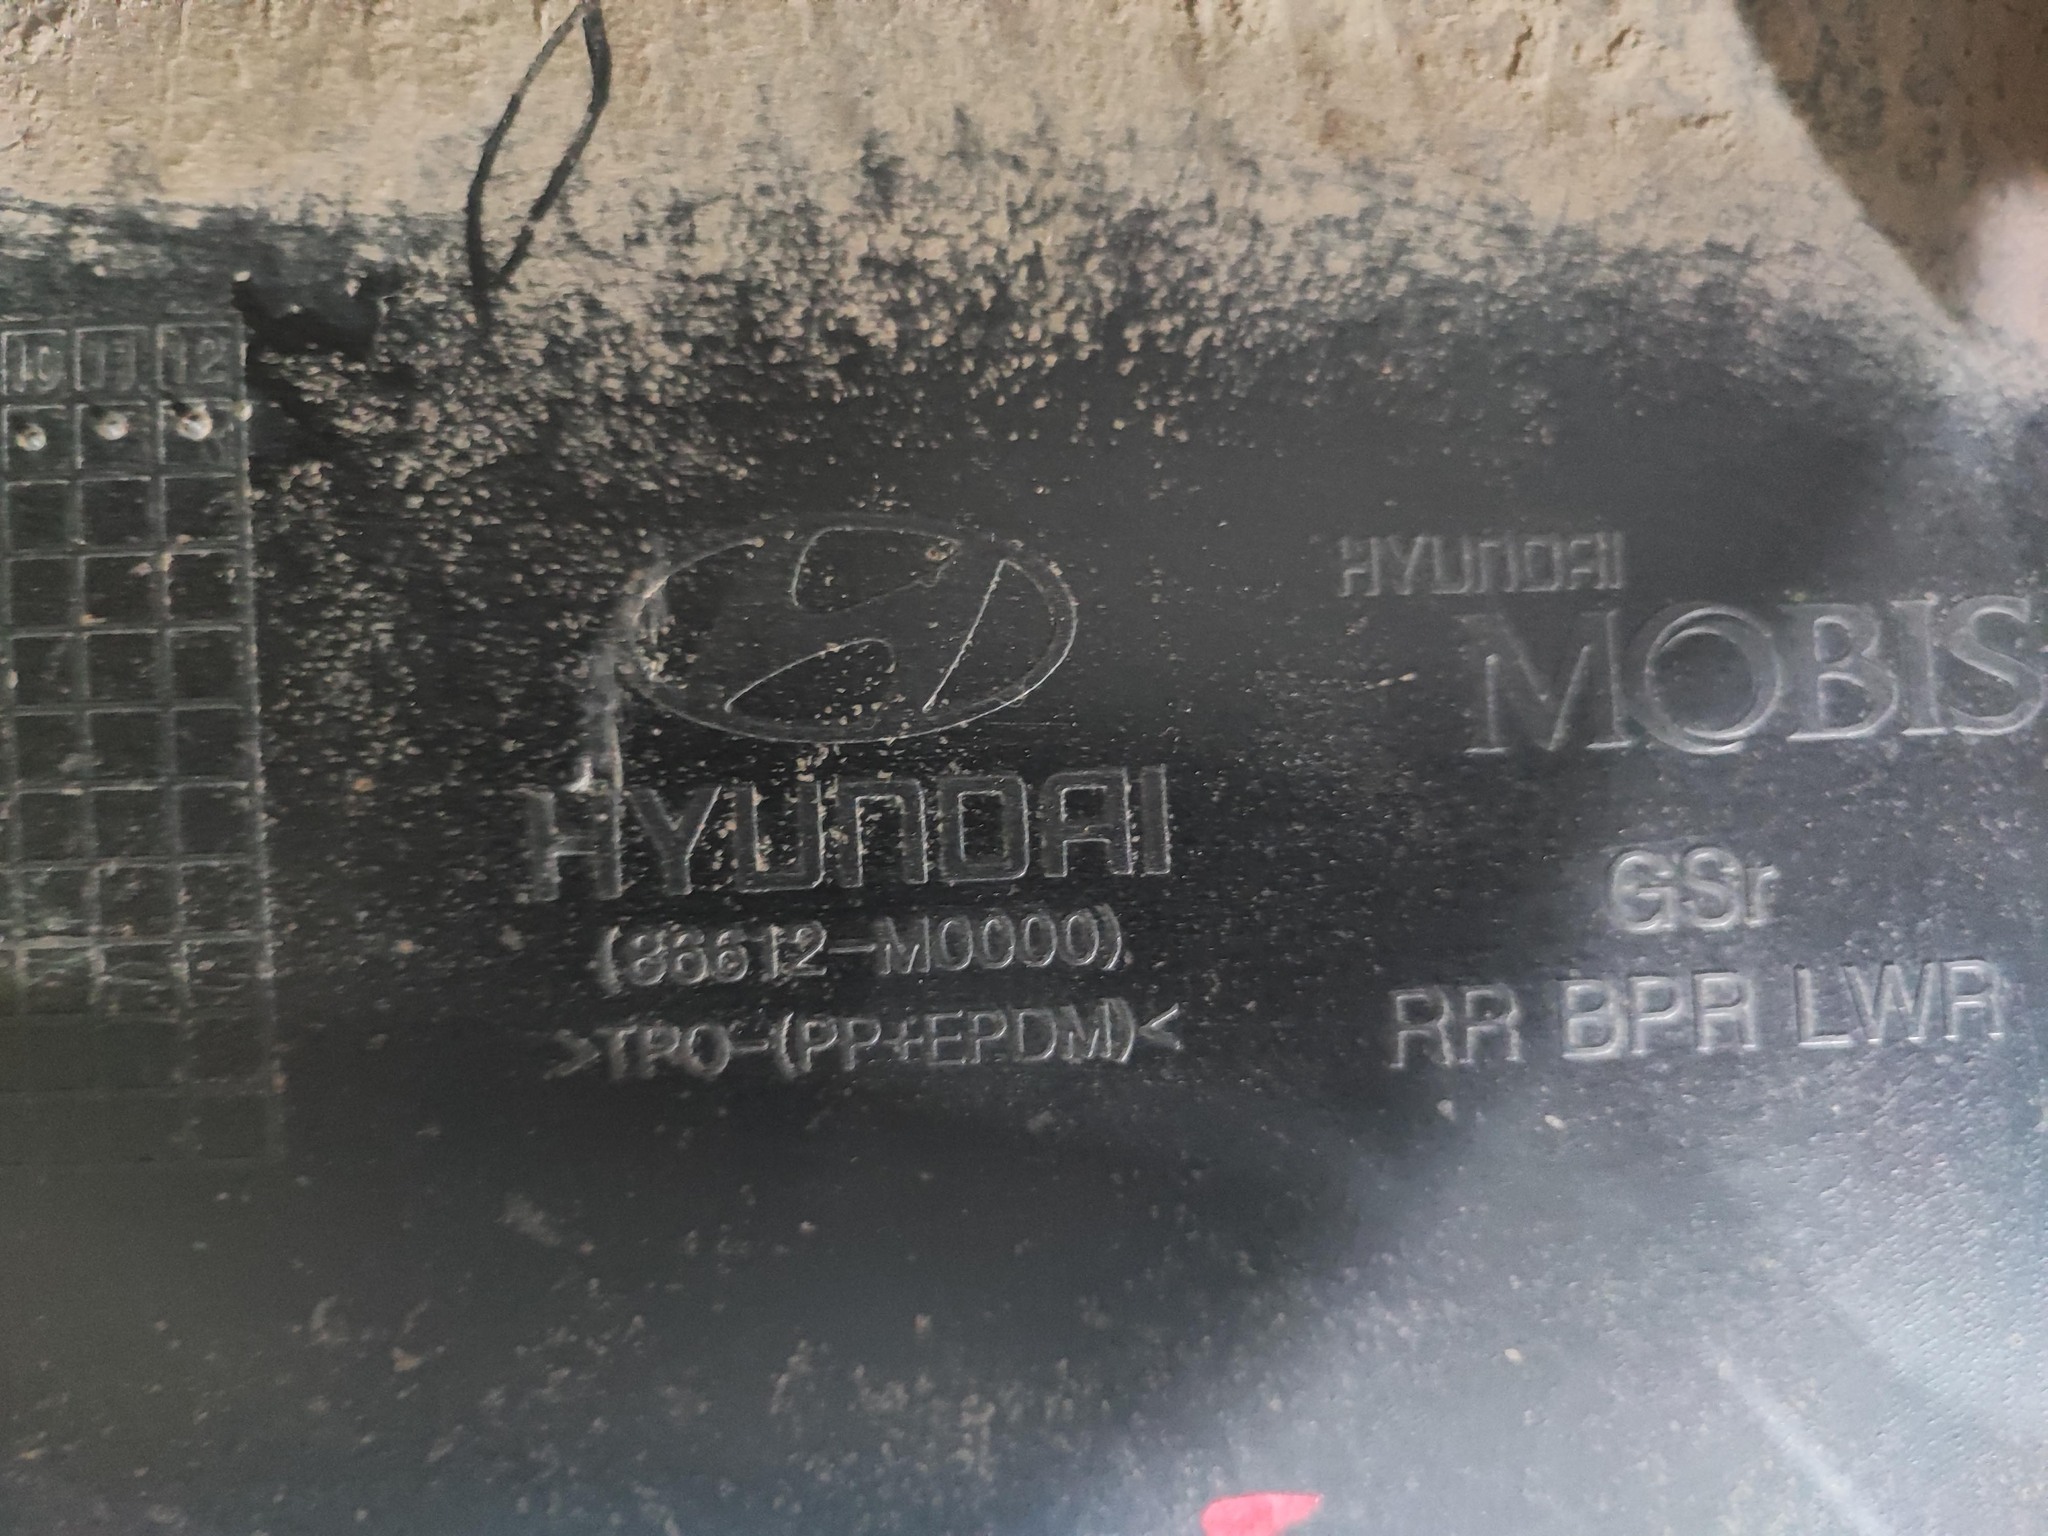 10 11 12
HYUNDAI
(86612-M0000)
>TPO-(PP+EPDM)<
HYUNDAI
MOBIS
GSr
RR BPR LWR